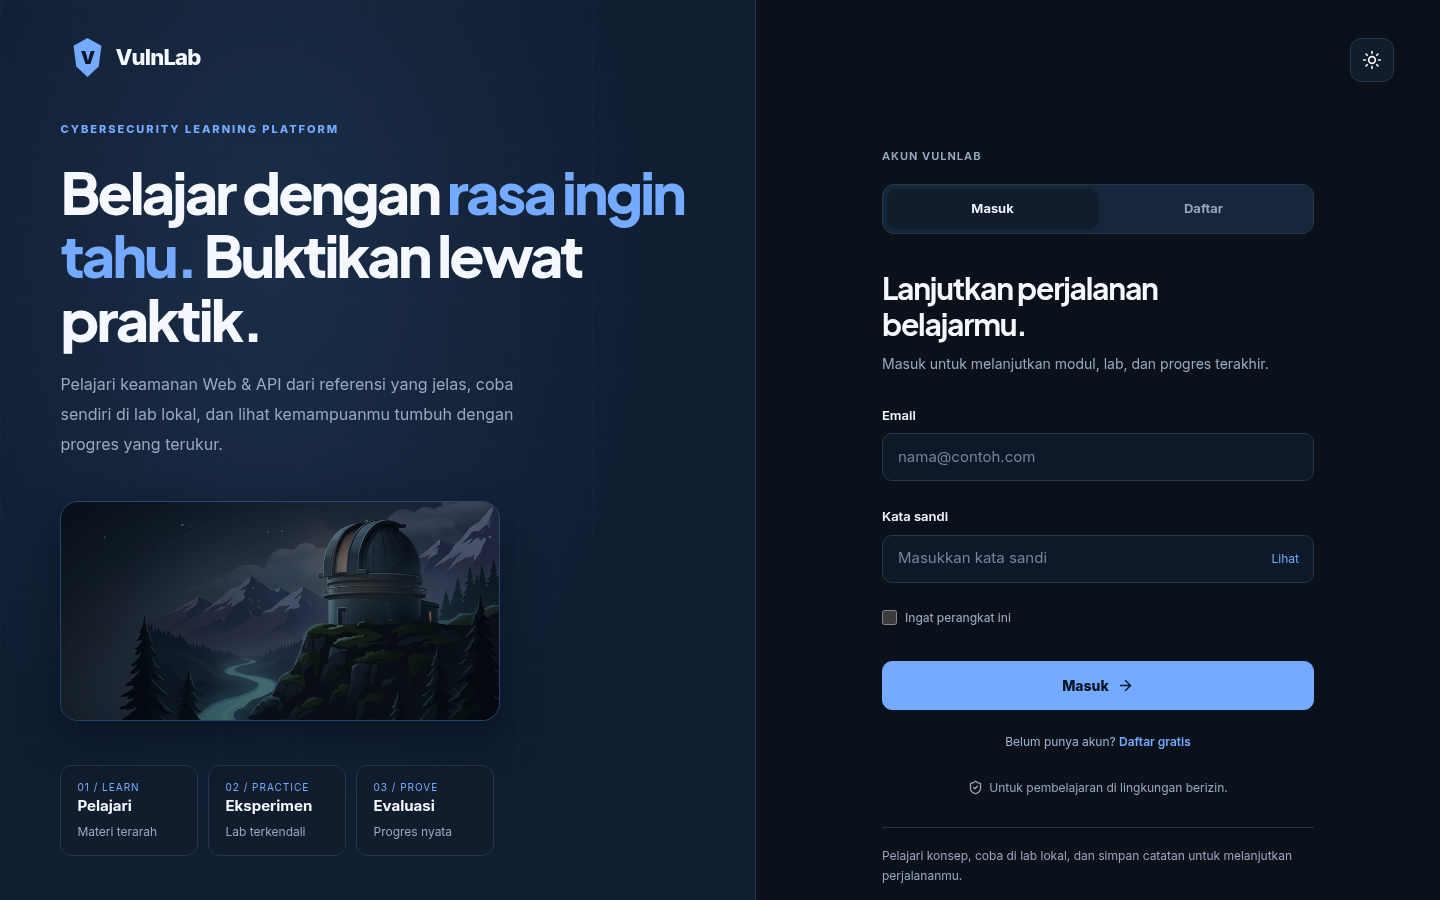 V VulnLab
CYBERSECURITY LEARNING PLATFORM
Belajar dengan rasa ingin
tahu. Buktikan lewat
praktik.
Pelajari keamanan Web & API dari referensi yang jelas, coba
sendiri di lab lokal, dan lihat kemampuanmu tumbuh dengan
progres yang terukur.
01 / LEARN
Pelajari
Materi terarah
02 / PRACTICE
Eksperimen
Lab terkendali
03 / PROVE
Evaluasi
Progres nyata
AKUN VULNLAB
Masuk
Daftar
Lanjutkan perjalanan
belajarmu.
Masuk untuk melanjutkan modul, lab, dan progres terakhir.
Email
nama@contoh.com
Kata sandi
Masukkan kata sandi
Lihat
Ingat perangkat ini
Masuk →
Belum punya akun? Daftar gratis
Untuk pembelajaran di lingkungan berizin.
Pelajari konsep, coba di lab lokal, dan simpan catatan untuk melanjutkan
perjalananmu.